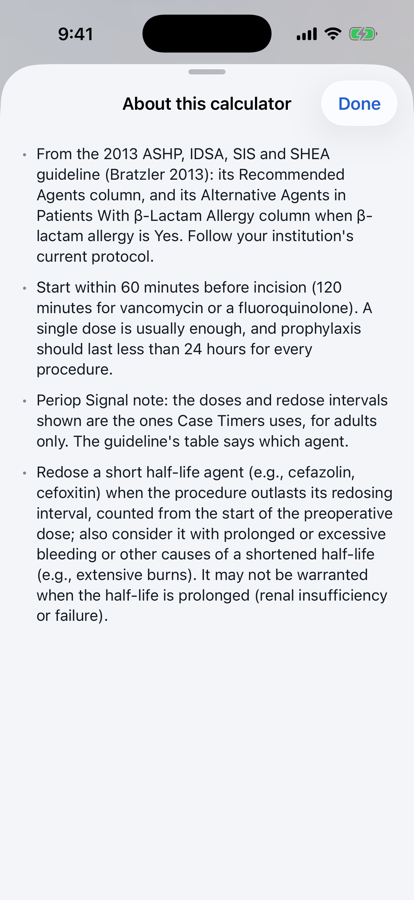 9:41
About this calculator
Done
• From the 2013 ASHP, IDSA, SIS and SHEA
guideline (Bratzler 2013): its Recommended
Agents column, and its Alternative Agents in
Patients With β-Lactam Allergy column when β-
lactam allergy is Yes. Follow your institution's
current protocol.
• Start within 60 minutes before incision (120
minutes for vancomycin or a fluoroquinolone). A
single dose is usually enough, and prophylaxis
should last less than 24 hours for every
procedure.
• Periop Signal note: the doses and redose intervals
shown are the ones Case Timers uses, for adults
only. The guideline's table says which agent.
• Redose a short half-life agent (e.g., cefazolin,
cefoxitin) when the procedure outlasts its redosing
interval, counted from the start of the preoperative
dose; also consider it with prolonged or excessive
bleeding or other causes of a shortened half-life
(e.g., extensive burns). It may not be warranted
when the half-life is prolonged (renal insufficiency
or failure).